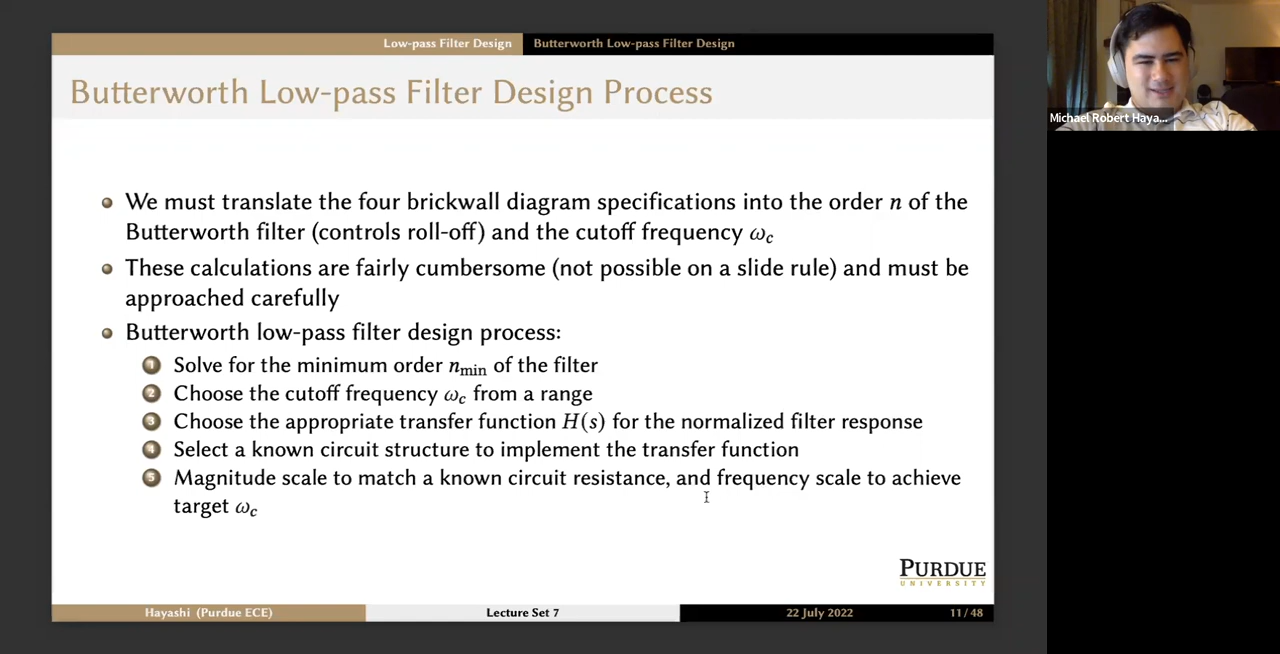 Low-pass Filter Design Butterworth Low-pass Filter Design
Butterworth Low-pass Filter Design Process
Michael Robert Haya...
We must translate the four brickwall diagram specifications into the order n of the
Butterworth filter (controls roll-off) and the cutoff frequency ωc
These calculations are fairly cumbersome (not possible on a slide rule) and must be
approached carefully
Butterworth low-pass filter design process:
1 Solve for the minimum order nmin of the filter
2 Choose the cutoff frequency ωc from a range
3 Choose the appropriate transfer function H(s) for the normalized filter response
4 Select a known circuit structure to implement the transfer function
5 Magnitude scale to match a known circuit resistance, and frequency scale to achieve
target ωc
PURDUE
UNIVERSITY
Hayashi (Purdue ECE) Lecture Set 7 22 July 2022 11 / 48